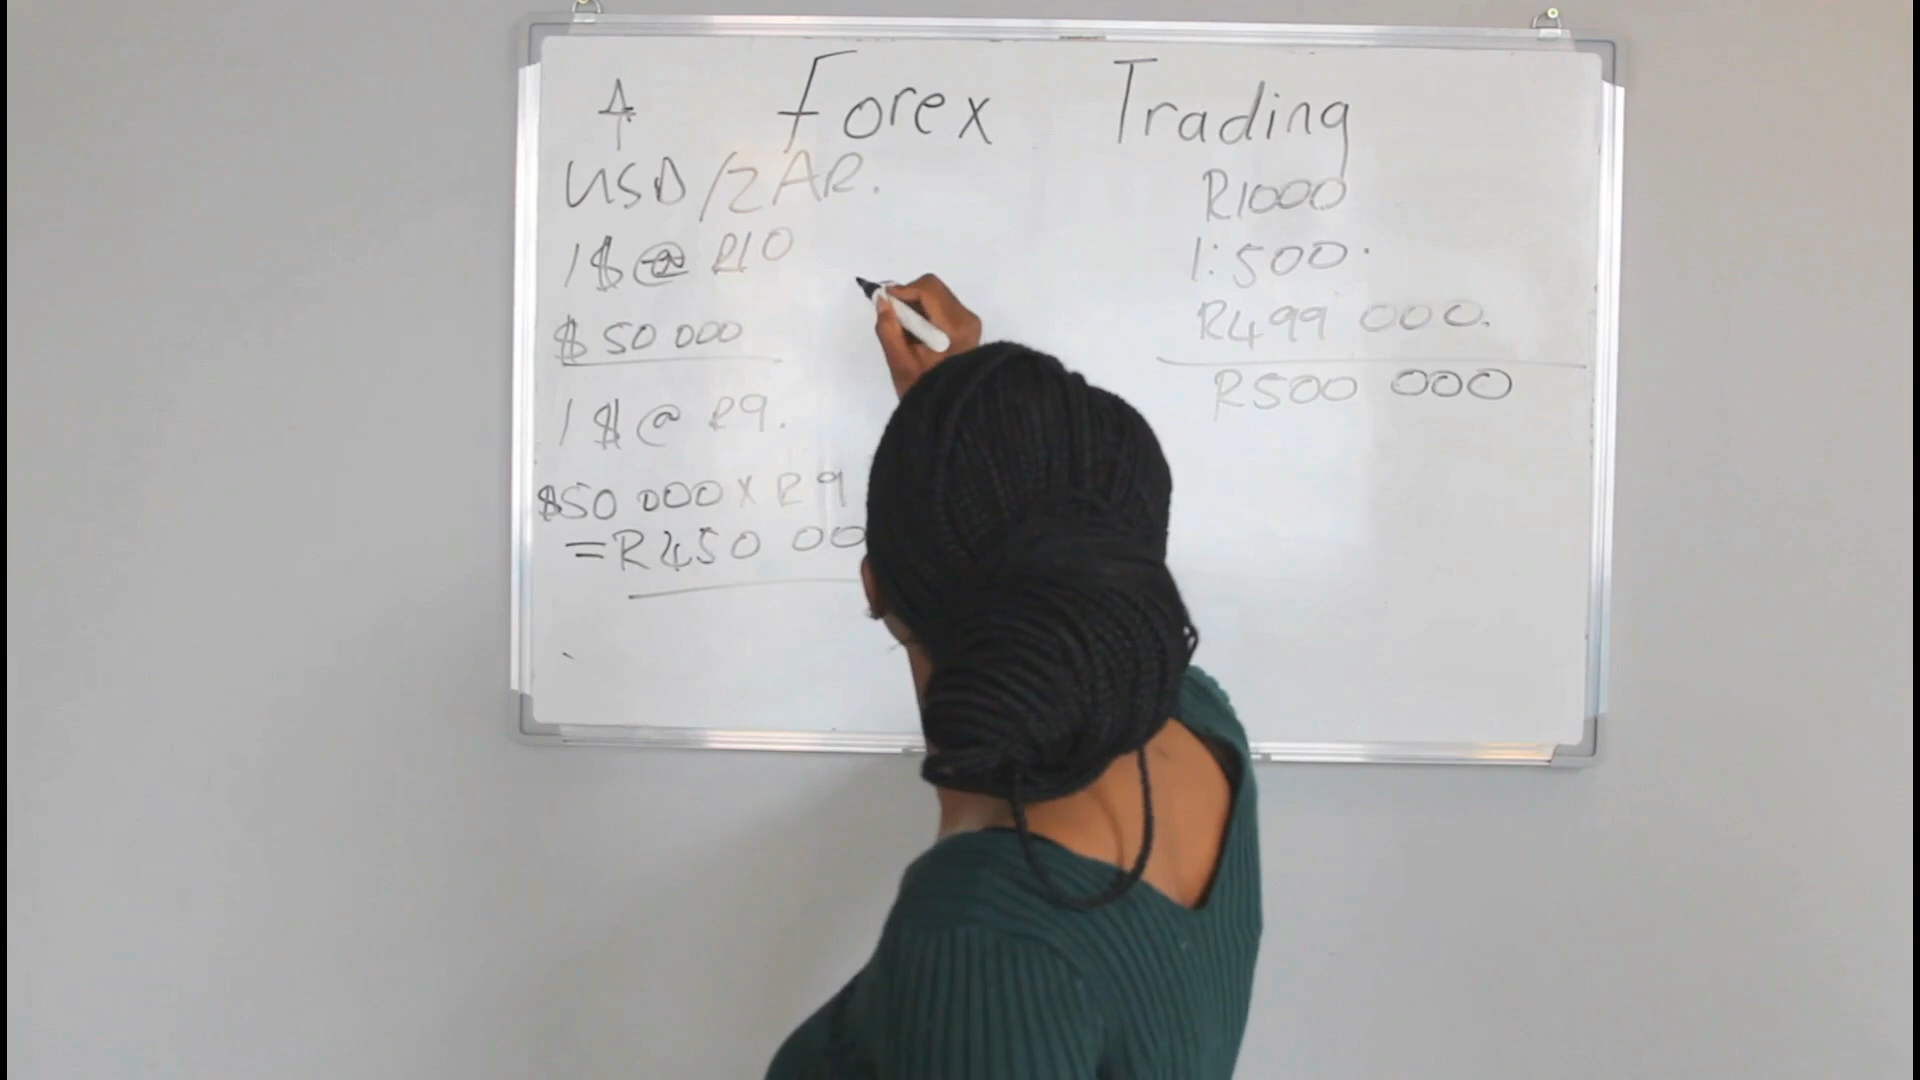 4 Forex Trading
USD/ZAR.
1$ @ R10
$ 50 000
1$ @ R9.
$50 000 x R9
= R450 00
R1000
1:500.
R499 000.
R500 000